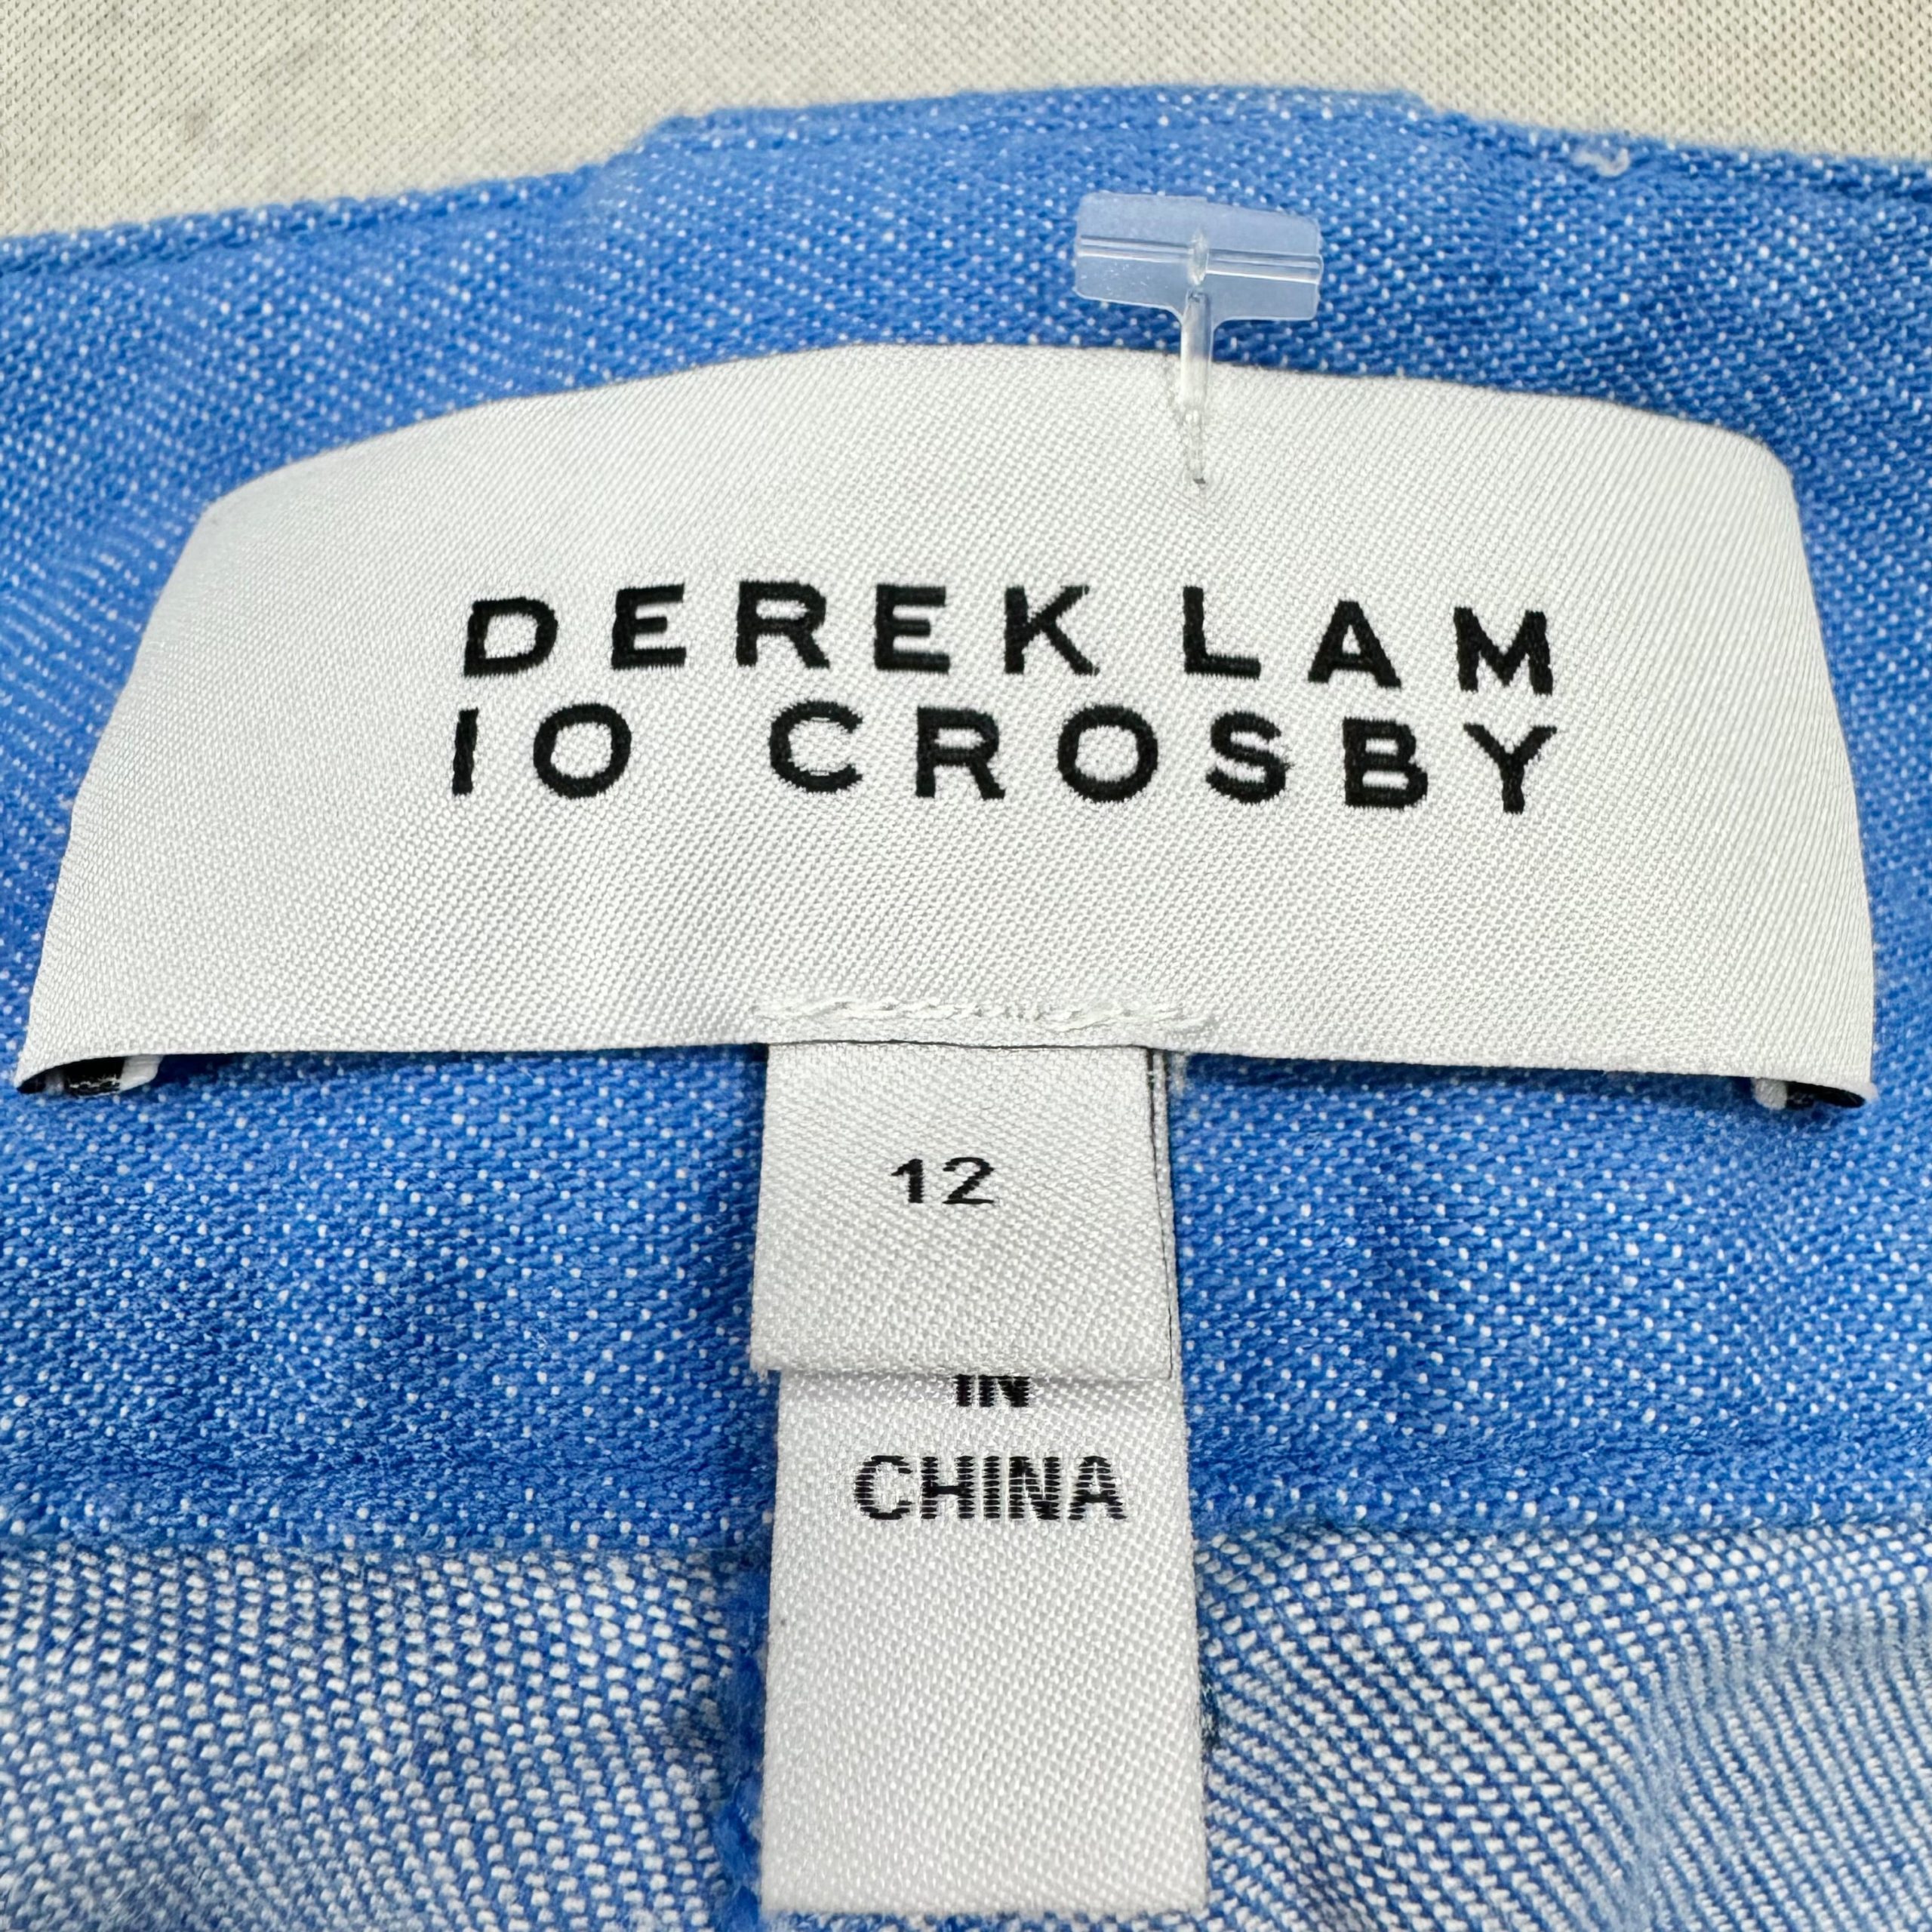 DEREK LAM
10 CROSBY
12
IN
CHINA